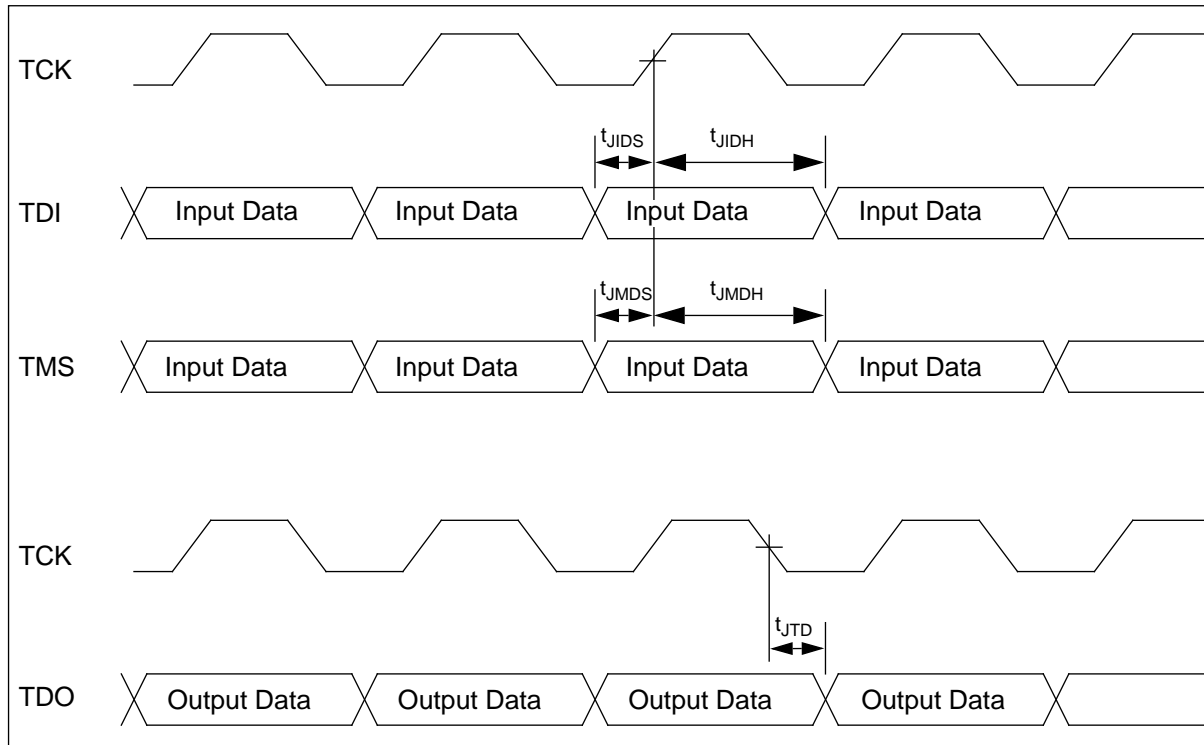 TCK
tJIDS tJIDH
TDI Input Data Input Data Input Data Input Data
tJMDS tJMDH
TMS Input Data Input Data Input Data Input Data
TCK
tJTD
TDO Output Data Output Data Output Data Output Data